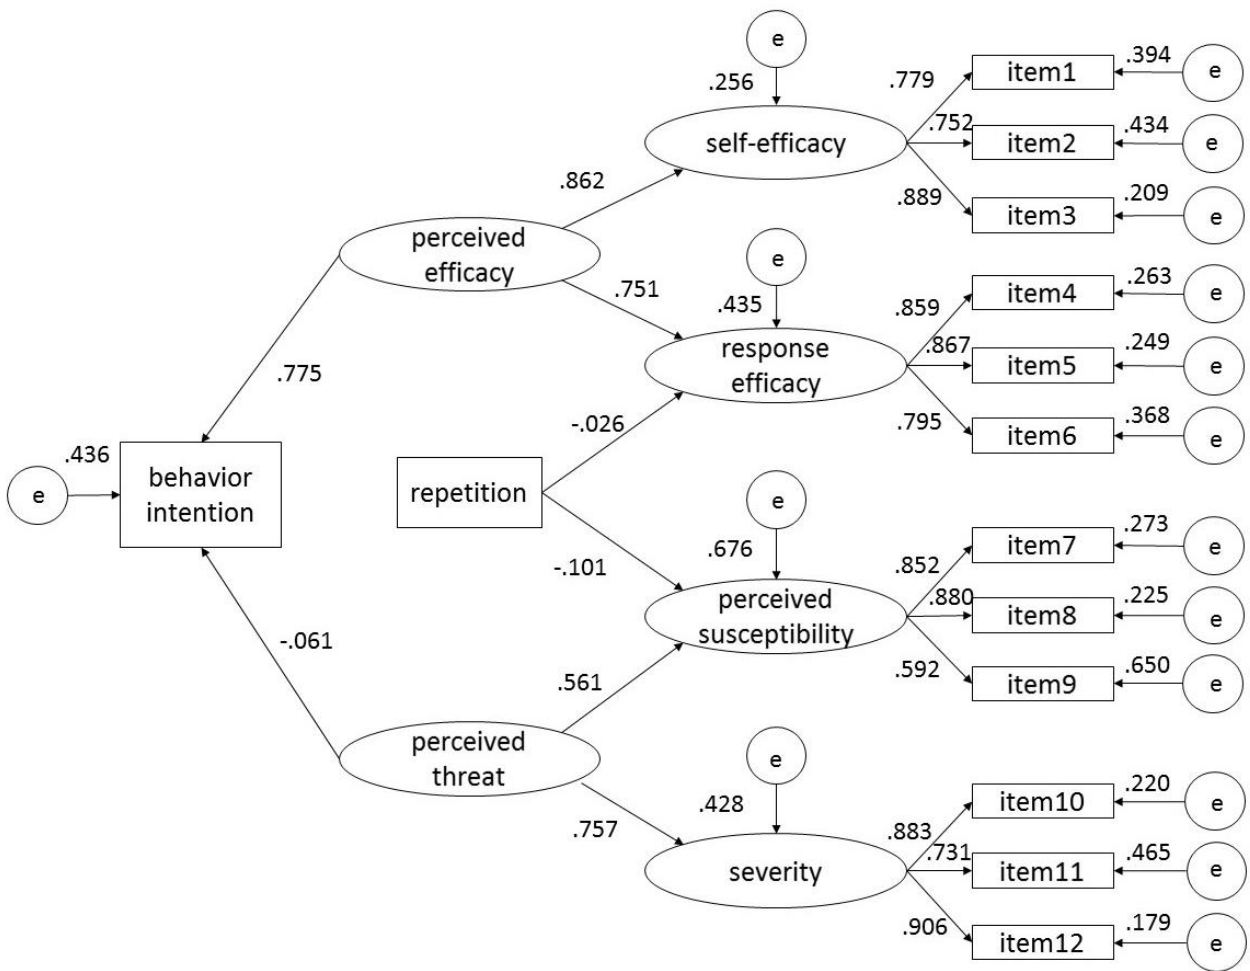 e
.256
self-efficacy
.779
item1
.394
e
.752
item2
.434
e
.889
item3
.209
e
.862
perceived
efficacy
.751
.775
e
.435
response
efficacy
.859
item4
.263
e
.867
item5
.249
e
.795
item6
.368
e
-.026
.436
e
behavior
intention
repetition
-.101
e
.676
perceived
susceptibility
.852
item7
.273
e
.880
item8
.225
e
.592
item9
.650
e
-.061
.561
perceived
threat
.757
e
.428
severity
.883
item10
.220
e
.731
item11
.465
e
.906
item12
.179
e